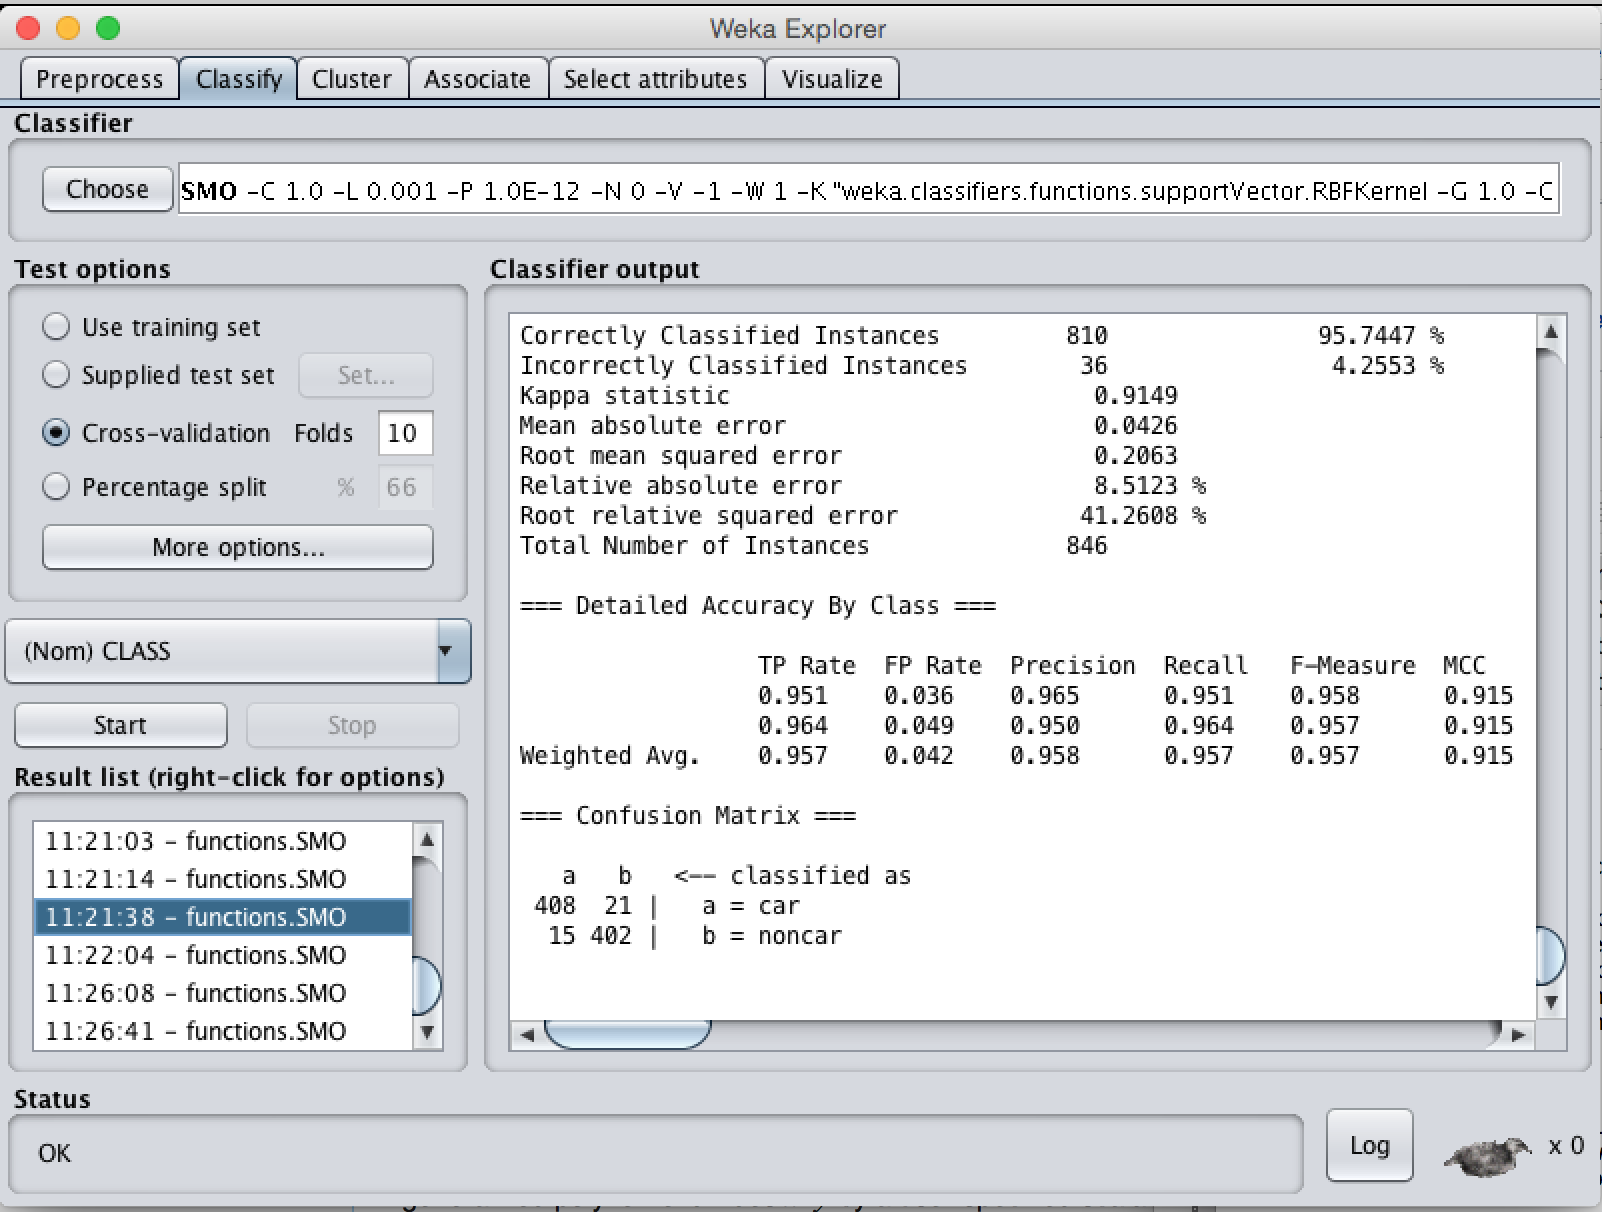 Weka Explorer
Preprocess Classify Cluster Associate Select attributes Visualize
Classifier
Choose SMO -C 1.0 -L 0.001 -P 1.0E-12 -N 0 -V -1 -W 1 -K "weka.classifiers.functions.supportVector.RBFKernel -G 1.0 -C
Test options
Use training set
Supplied test set Set...
Cross-validation Folds 10
Percentage split % 66
More options...
(Nom) CLASS
Start Stop
Result list (right-click for options)
11:21:03 - functions.SMO
11:21:14 - functions.SMO
11:21:38 - functions.SMO
11:22:04 - functions.SMO
11:26:08 - functions.SMO
11:26:41 - functions.SMO
Classifier output
Correctly Classified Instances 810 95.7447 %
Incorrectly Classified Instances 36 4.2553 %
Kappa statistic 0.9149
Mean absolute error 0.0426
Root mean squared error 0.2063
Relative absolute error 8.5123 %
Root relative squared error 41.2608 %
Total Number of Instances 846
=== Detailed Accuracy By Class ===
TP Rate FP Rate Precision Recall F-Measure MCC
0.951 0.036 0.965 0.951 0.958 0.915
0.964 0.049 0.950 0.964 0.957 0.915
Weighted Avg. 0.957 0.042 0.958 0.957 0.957 0.915
=== Confusion Matrix ===
a b <-- classified as
408 21 | a = car
15 402 | b = noncar
Status
OK
Log x 0